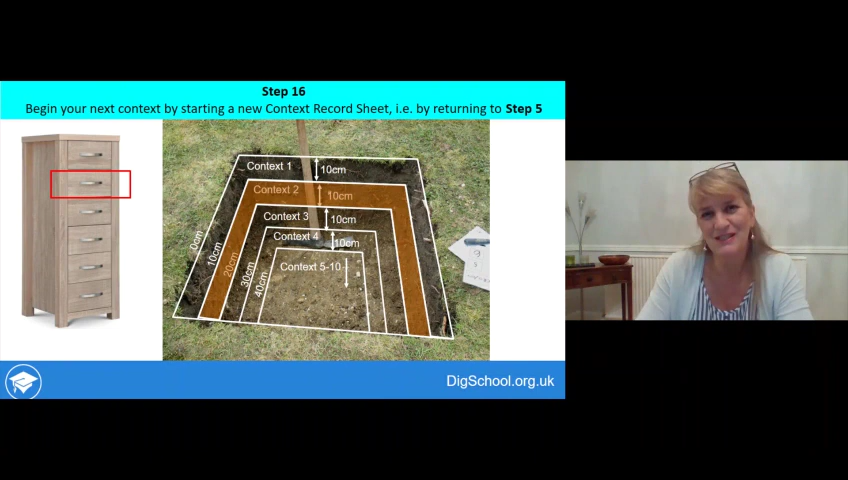 Step 16
Begin your next context by starting a new Context Record Sheet, i.e. by returning to Step 5
Context 1
10cm
Context 2
10cm
Context 3
10cm
Context 4
10cm
Context 5-10
0cm
10cm
20cm
30cm
40cm
9
DigSchool.org.uk